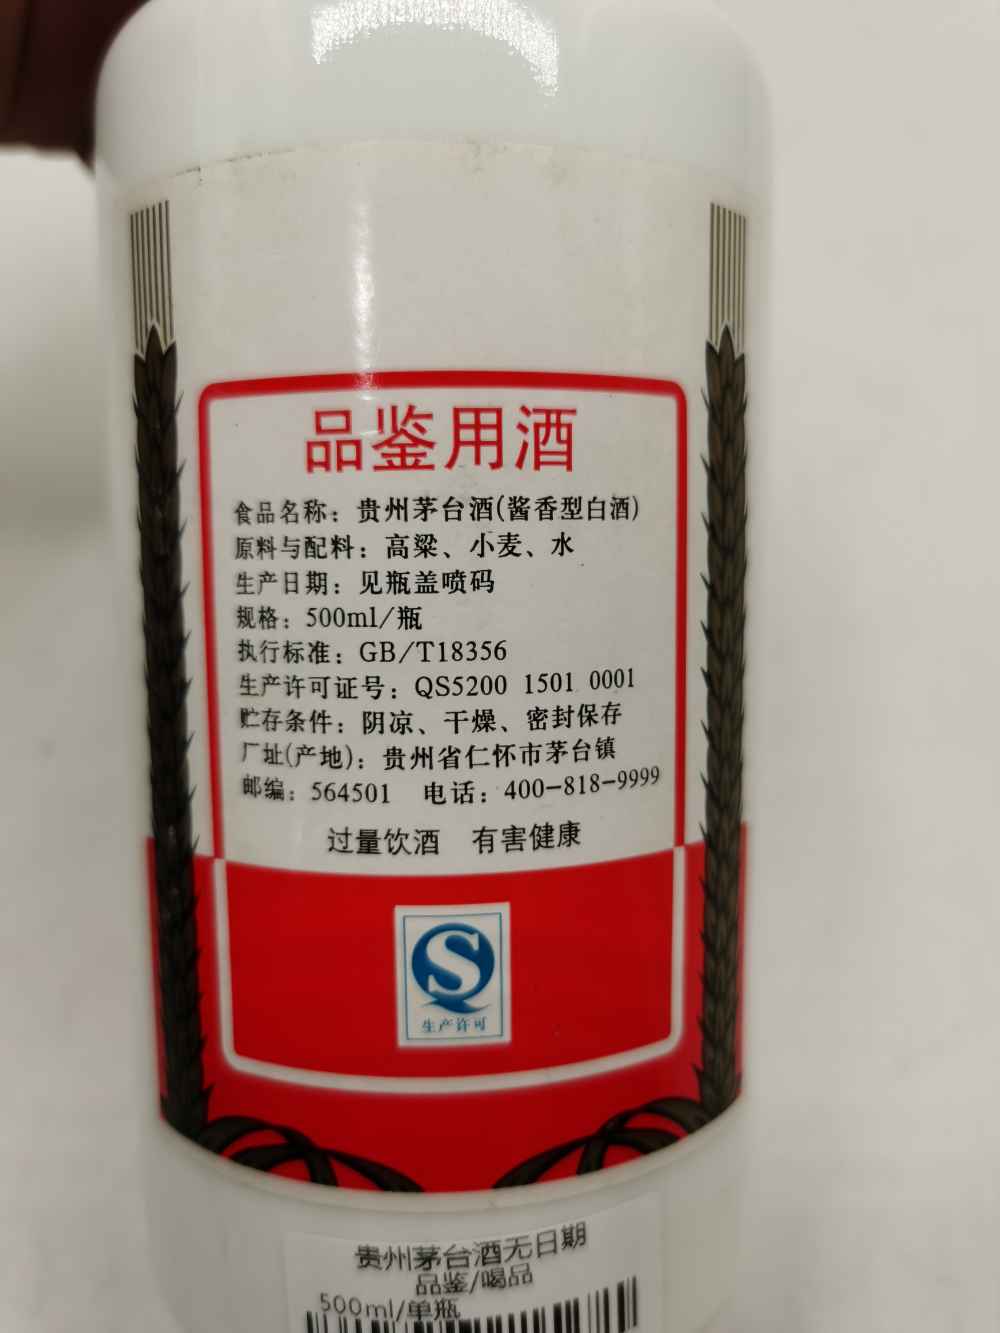 品鉴用酒
食品名称：贵州茅台酒(酱香型白酒)
原料与配料：高粱、小麦、水
生产日期：见瓶盖喷码
规格：500ml/瓶
执行标准：GB/T18356
生产许可证号：QS5200 1501 0001
贮存条件：阴凉、干燥、密封保存
厂址(产地)：贵州省仁怀市茅台镇
邮编：564501 电话：400-818-9999
过量饮酒 有害健康
S
生产许可
贵州茅台酒无日期
品鉴/喝品
500ml/单瓶